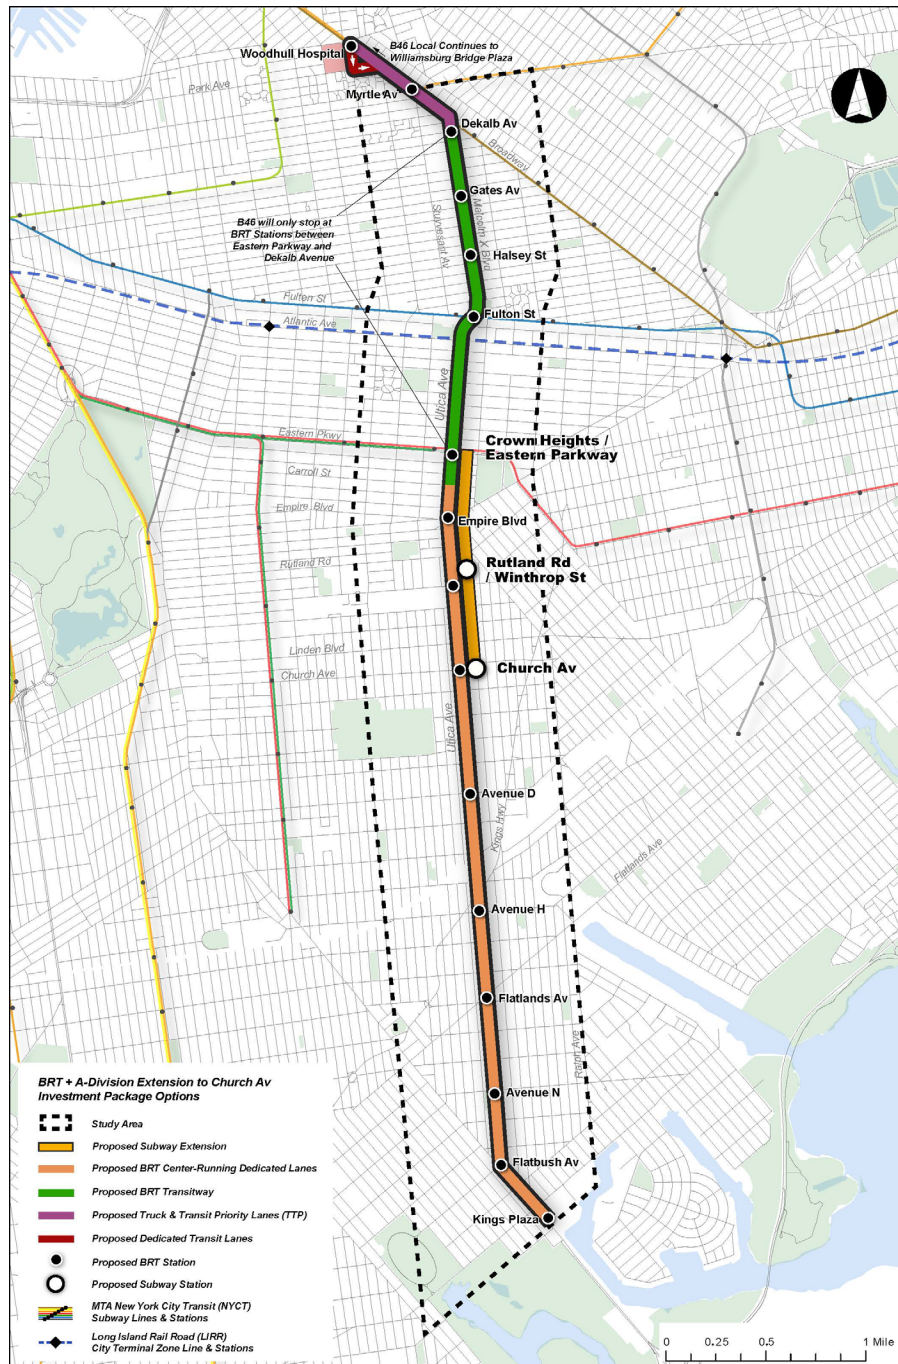 B46 Local Continues to
Williamsburg Bridge Plaza
Woodhull Hospital
Park Ave
Myrtle Av
Dekalb Av
Broadway
Gates Av
Malcolm X Blvd
Stuyvesant Av
B46 will only stop at
BRT Stations between
Eastern Parkway and
Dekalb Avenue
Halsey St
Fulton St
Fulton St
Atlantic Ave
Utica Ave
Eastern Pkwy
Crown Heights /
Eastern Parkway
Carroll St
Empire Blvd
Empire Blvd
Rutland Rd
Rutland Rd
/ Winthrop St
Linden Blvd
Church Ave
Church Av
Utica Ave
Avenue D
Kings Hwy
Flatlands Ave
Avenue H
Flatlands Av
Ralph Ave
Avenue N
Flatbush Av
Kings Plaza
BRT + A-Division Extension to Church Av
Investment Package Options
Study Area
Proposed Subway Extension
Proposed BRT Center-Running Dedicated Lanes
Proposed BRT Transitway
Proposed Truck & Transit Priority Lanes (TTP)
Proposed Dedicated Transit Lanes
Proposed BRT Station
Proposed Subway Station
MTA New York City Transit (NYCT)
Subway Lines & Stations
Long Island Rail Road (LIRR)
City Terminal Zone Line & Stations
0 0.25 0.5 1 Mile